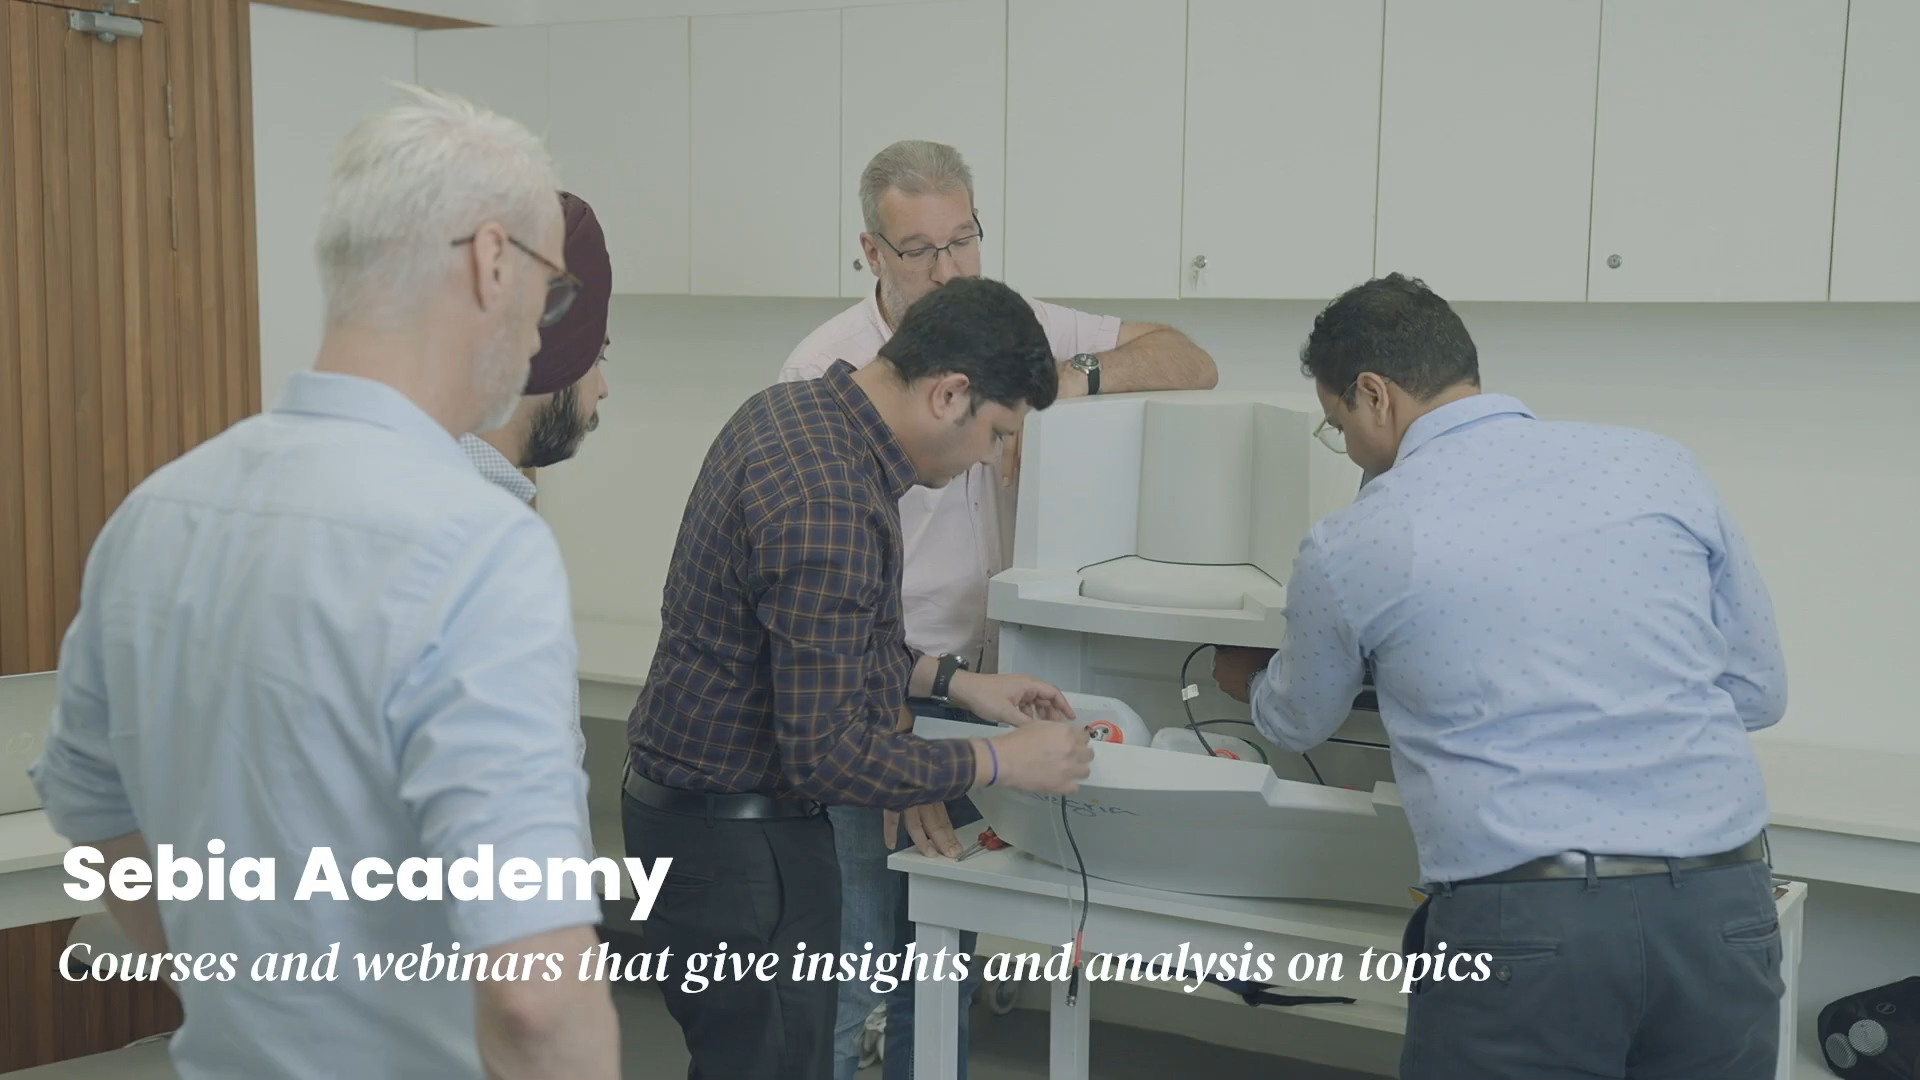 Sebia Academy
Courses and webinars that give insights and analysis on topics